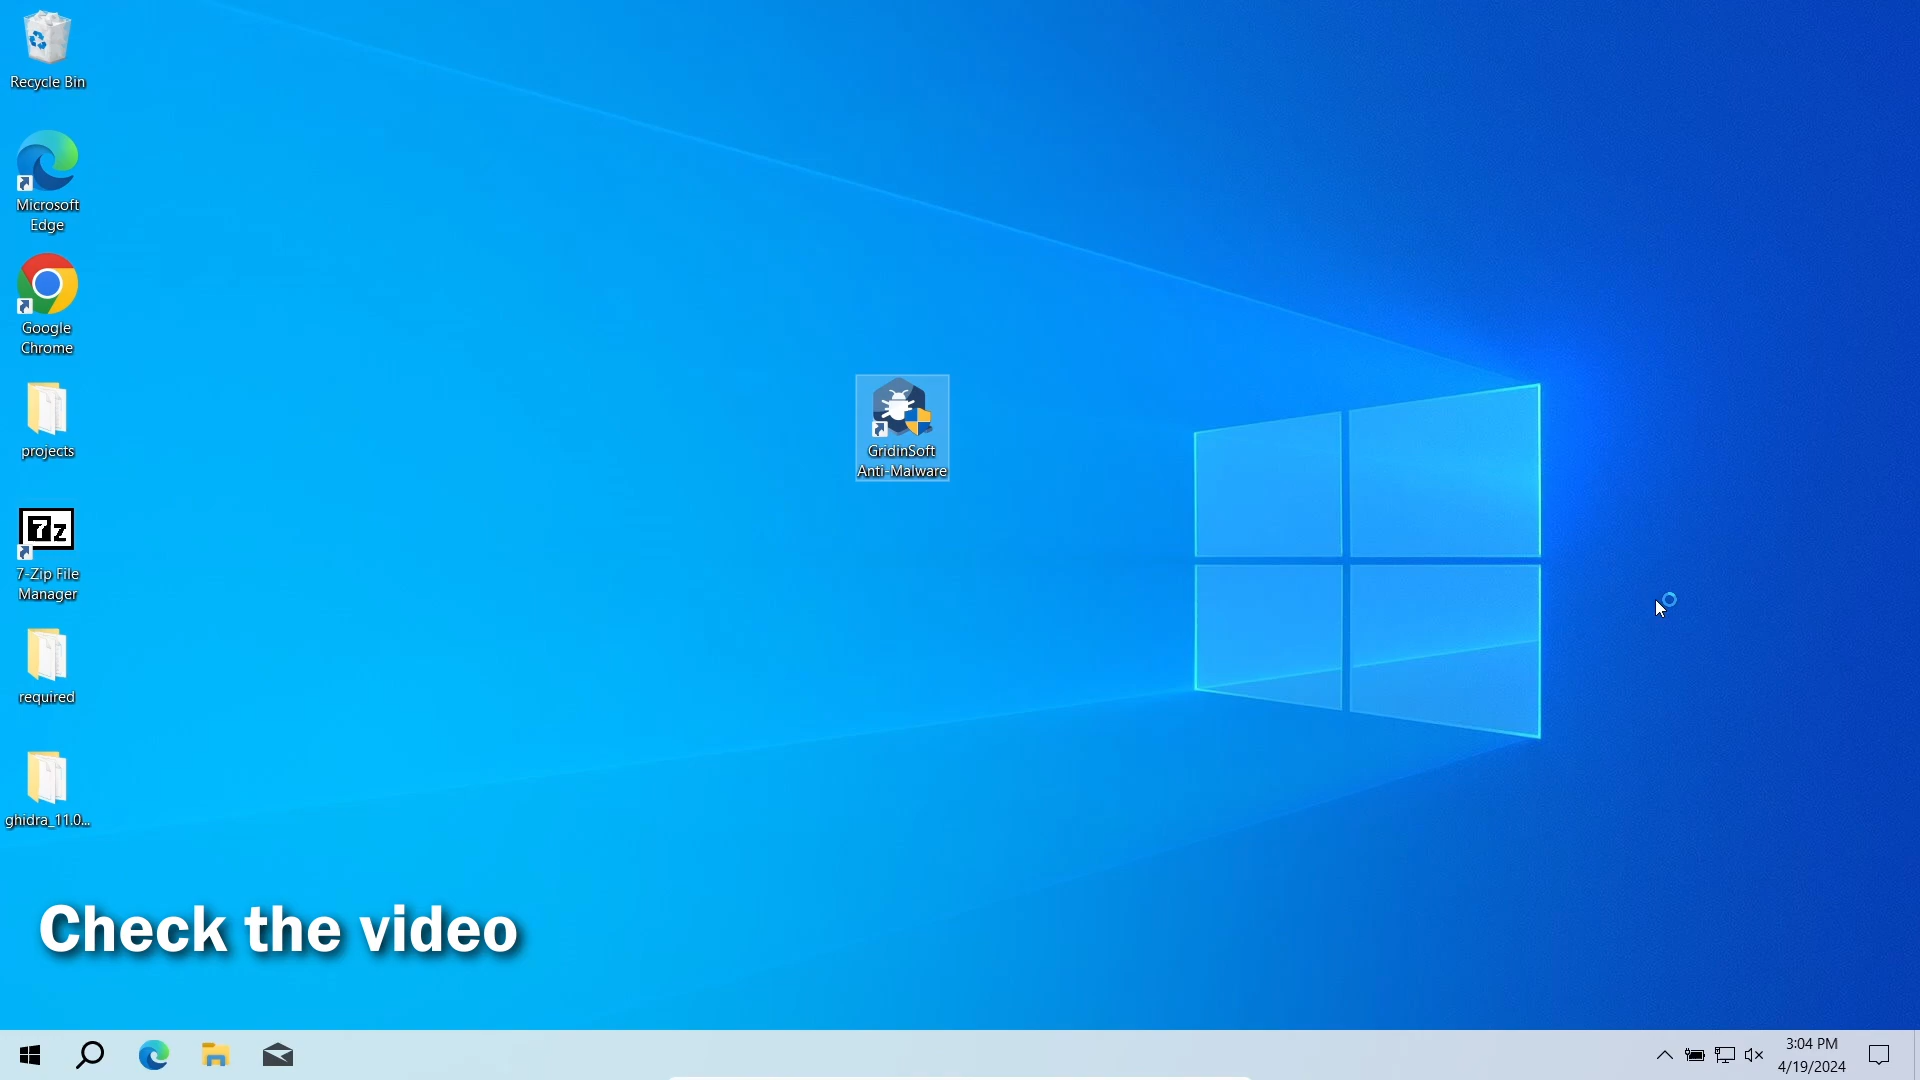 Recycle Bin
Microsoft
Edge
Google
Chrome
projects
7z
7-Zip File
Manager
required
ghidra_11.0...
GridinSoft
Anti-Malware
Check the video
3:04 PM
4/19/2024